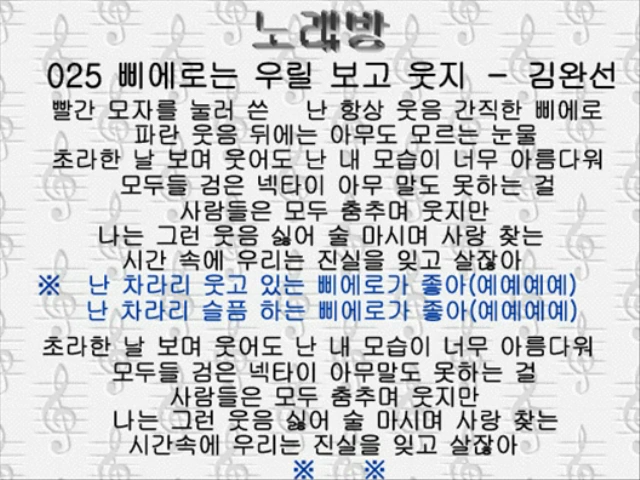 노래방
025 삐에로는 우릴 보고 웃지 - 김완선
빨간 모자를 눌러 쓴 난 항상 웃음 간직한 삐에로
파란 웃음 뒤에는 아무도 모르는 눈물
초라한 날 보며 웃어도 난 내 모습이 너무 아름다워
모두들 검은 넥타이 아무 말도 못하는 걸
사람들은 모두 춤추며 웃지만
나는 그런 웃음 싫어 술 마시며 사랑 찾는
시간 속에 우리는 진실을 잊고 살잖아
※ 난 차라리 웃고 있는 삐에로가 좋아(예예예예)
난 차라리 슬픔 하는 삐에로가 좋아(예예예예)
초라한 날 보며 웃어도 난 내 모습이 너무 아름다워
모두들 검은 넥타이 아무말도 못하는 걸
사람들은 모두 춤추며 웃지만
나는 그런 웃음 싫어 술 마시며 사랑 찾는
시간속에 우리는 진실을 잊고 살잖아
※ ※